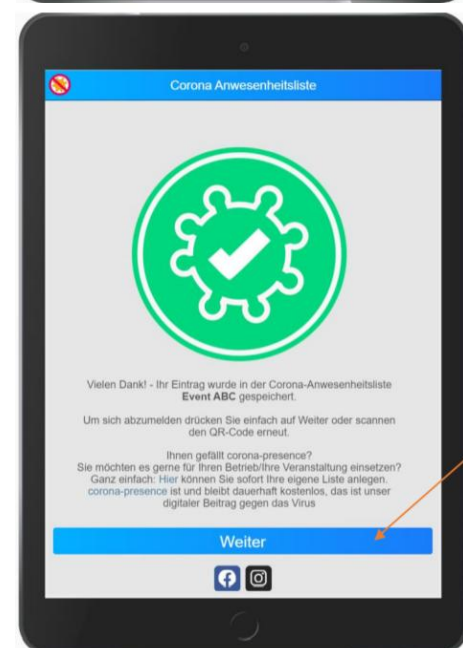 Corona Anwesenheitsliste
Vielen Dank! - Ihr Eintrag wurde in der Corona-Anwesenheitsliste
Event ABC gespeichert.
Um sich abzumelden drücken Sie einfach auf Weiter oder scannen
den QR-Code erneut.
Ihnen gefällt corona-presence?
Sie möchten es gerne für Ihren Betrieb/Ihre Veranstaltung einsetzen?
Ganz einfach: Hier können Sie sofort Ihre eigene Liste anlegen.
corona-presence ist und bleibt dauerhaft kostenlos, das ist unser
digitaler Beitrag gegen das Virus
Weiter